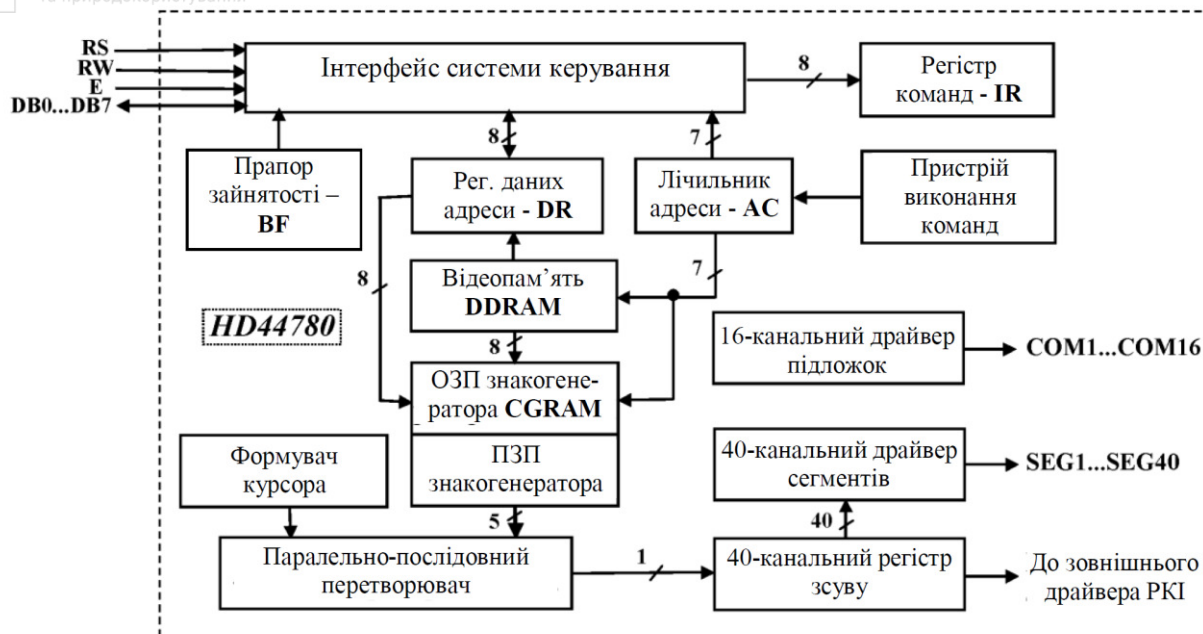 та природокористування
RS
RW
E
DB0...DB7
Інтерфейс системи керування
8
Регістр
команд - IR
8
7
Прапор
зайнятості –
BF
Рег. даних
адреси - DR
Лічильник
адреси - AC
Пристрій
виконання
команд
8
7
Відеопам’ять
DDRAM
HD44780
8
16-канальний драйвер
підложок
COM1...COM16
ОЗП знакогене-
ратора CGRAM
Формувач
курсора
ПЗП
знакогенератора
40-канальний драйвер
сегментів
SEG1...SEG40
5
40
Паралельно-послідовний
перетворювач
1
40-канальний регістр
зсуву
До зовнішнього
драйвера РКІ